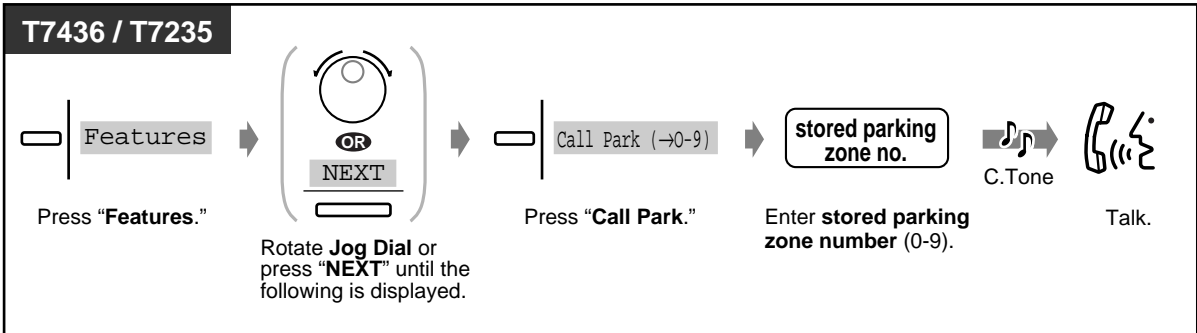 T7436 / T7235
Features
OR
NEXT
Call Park (→0-9)
stored parking
zone no.
C.Tone
Press “Features.”
Rotate Jog Dial or
press “NEXT” until the
following is displayed.
Press “Call Park.”
Enter stored parking
zone number (0-9).
Talk.